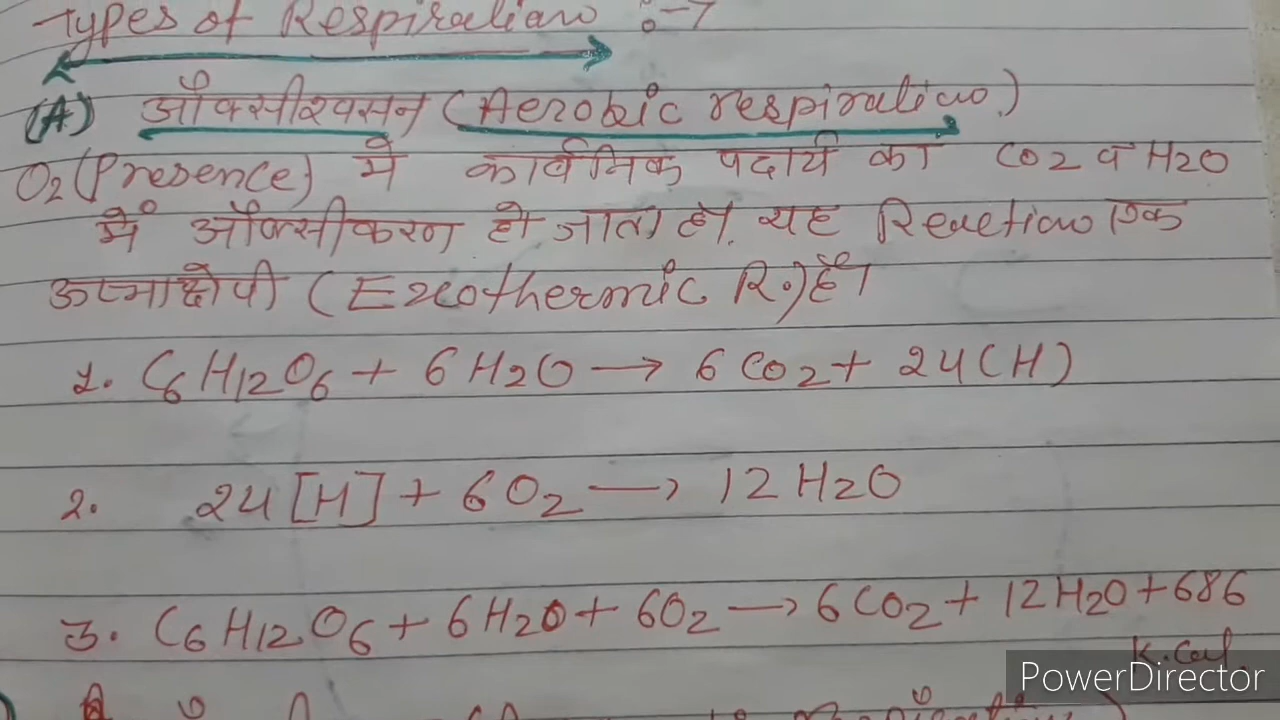 Types of Respiration :-
(A) ऑक्सीश्वसन (Aerobic respiration)
O2 (Presence) में कार्बनिक पदार्थ का CO2 व H2O
में ऑक्सीकरण हो जाता है। यह Reaction एक
ऊष्माक्षेपी (Exothermic R.) है।
1. C6H12O6 + 6H2O → 6CO2 + 24(H)
2. 24[H] + 6O2 → 12H2O
3. C6H12O6 + 6H2O + 6O2 → 6CO2 + 12H2O + 686
K.Cal.
PowerDirector